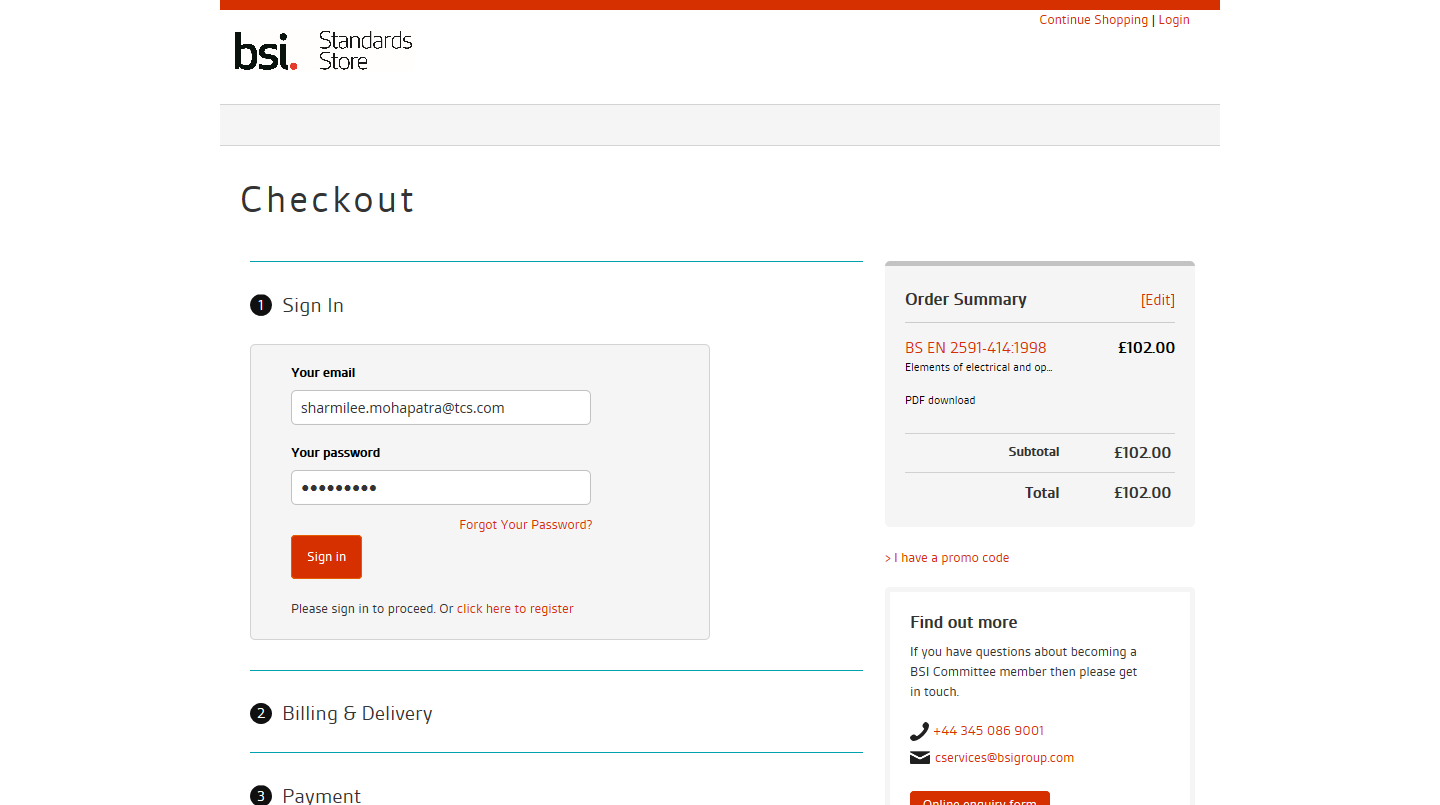 Continue Shopping | Login
bsi. Standards
Store
Checkout
1 Sign In
Your email
sharmilee.mohapatra@tcs.com
Your password
•••••••••
Forgot Your Password?
Sign in
Please sign in to proceed. Or click here to register
2 Billing & Delivery
3 Payment
Order Summary [Edit]
BS EN 2591-414:1998 £102.00
Elements of electrical and op...
PDF download
Subtotal £102.00
Total £102.00
> I have a promo code
Find out more
If you have questions about becoming a
BSI Committee member then please get
in touch.
+44 345 086 9001
cservices@bsigroup.com
Online enquiry form